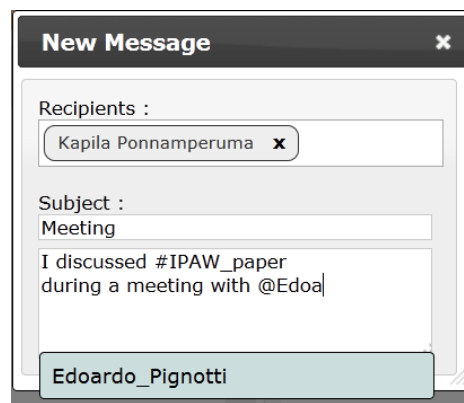 New Message x
Recipients :
Kapila Ponnamperuma x
Subject :
Meeting
I discussed #IPAW_paper
during a meeting with @Edoa
Edoardo_Pignotti